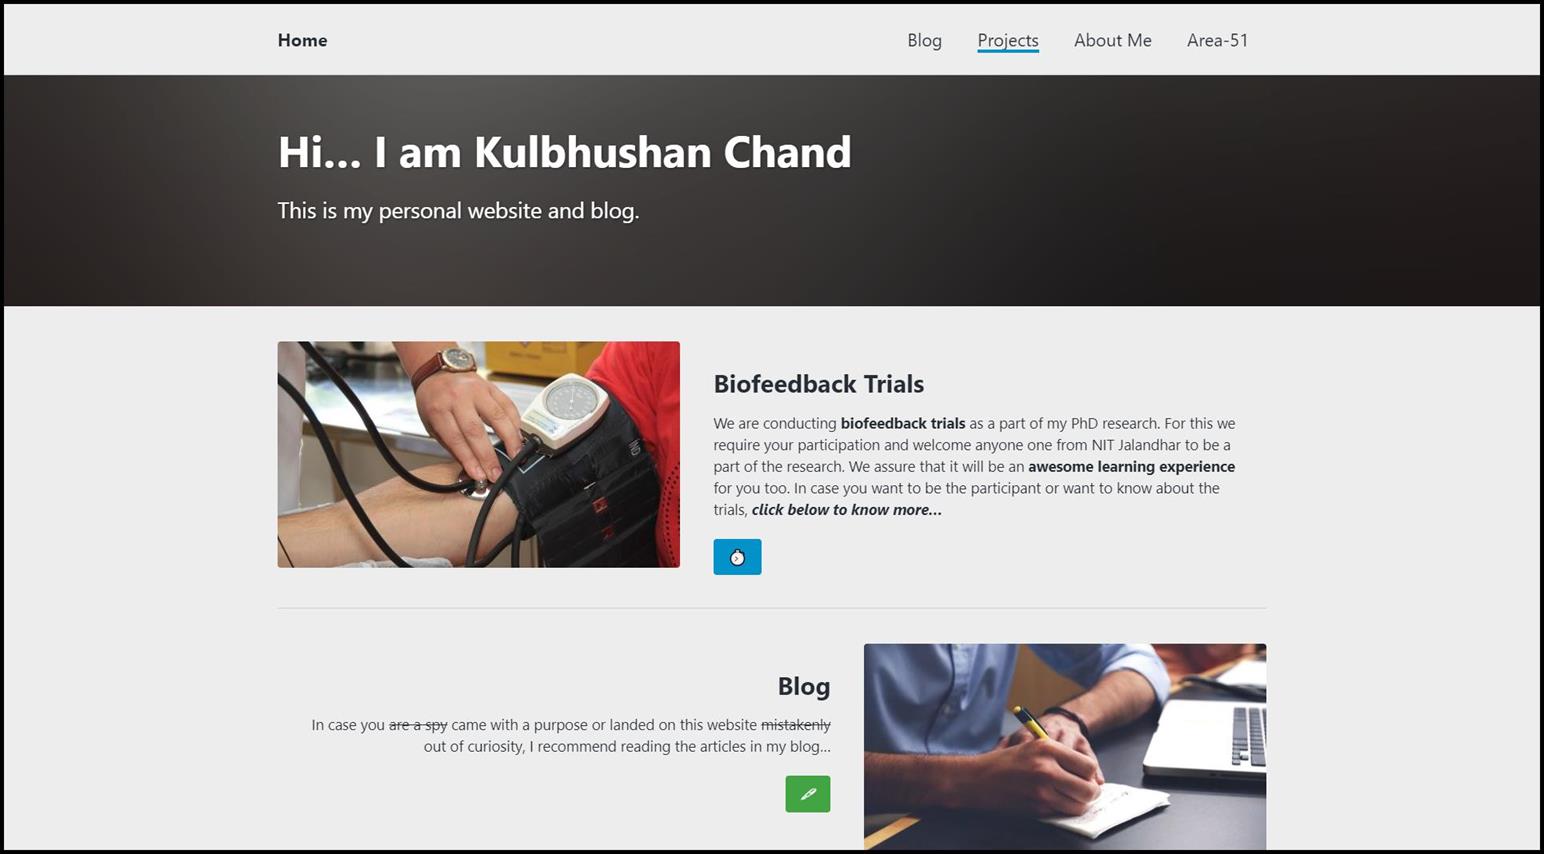 Home
Blog Projects About Me Area-51
Hi... I am Kulbhushan Chand
This is my personal website and blog.
Biofeedback Trials
We are conducting biofeedback trials as a part of my PhD research. For this we
require your participation and welcome anyone one from NIT Jalandhar to be a
part of the research. We assure that it will be an awesome learning experience
for you too. In case you want to be the participant or want to know about the
trials, click below to know more...
Blog
In case you are a spy came with a purpose or landed on this website mistakenly
out of curiosity, I recommend reading the articles in my blog...